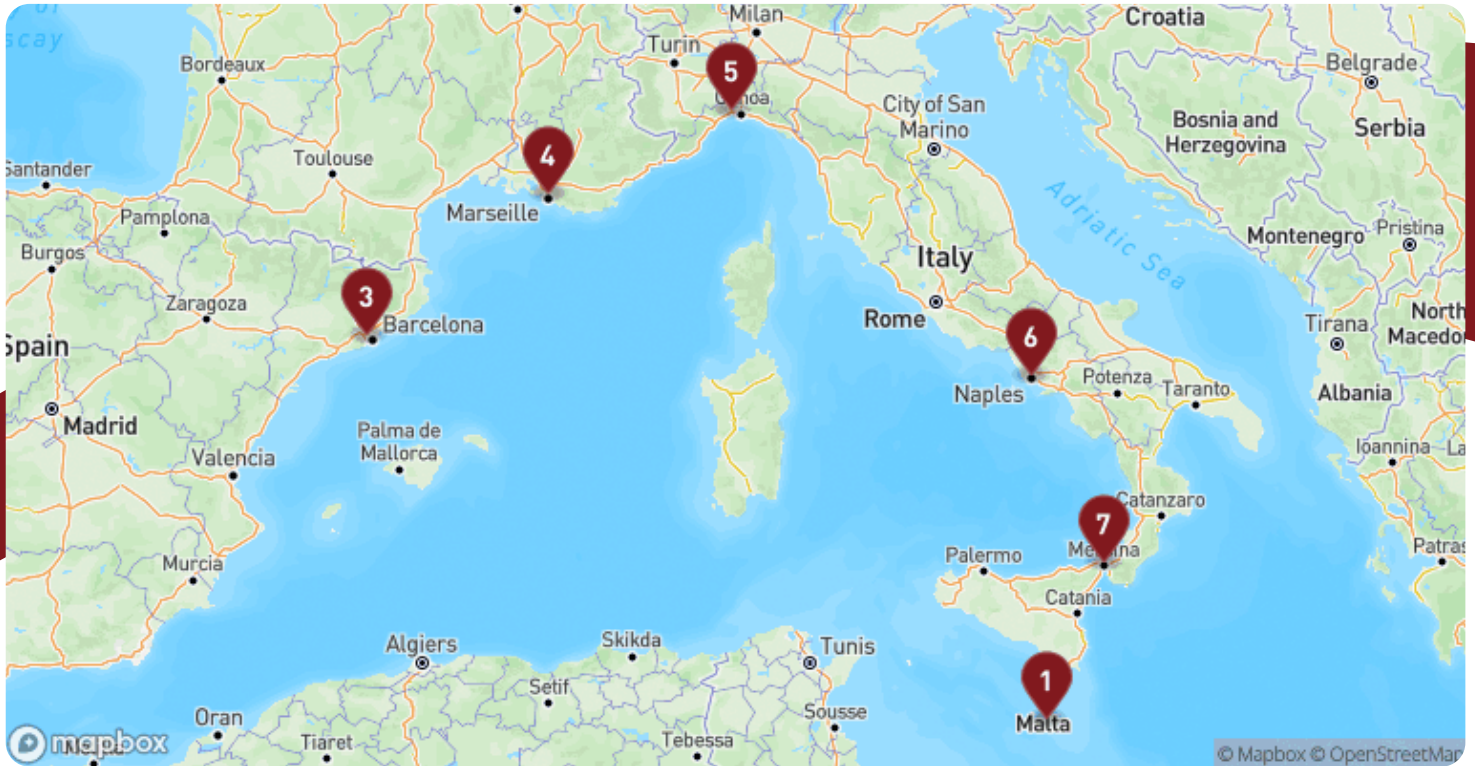 Milan
Croatia
Turin
5
Bordeaux
Belgrade
City of San
Marino
Bosnia and
Herzegovina
Serbia
4
Toulouse
Santander
Marseille
Pamplona
Adriatic Sea
Montenegro
Pristina
Burgos
Italy
3
Zaragoza
Barcelona
Rome
North
Spain
6
Tirana
Naples
Potenza
Taranto
Albania
Madrid
Palma de
Mallorca
Valencia
Ioannina
7
Catanzaro
Murcia
Palermo
Patras
Catania
Algiers
Skikda
Tunis
1
Setif
Malta
Oran
Sousse
Tiaret
Tebessa
mapbox
© Mapbox © OpenStreetMap